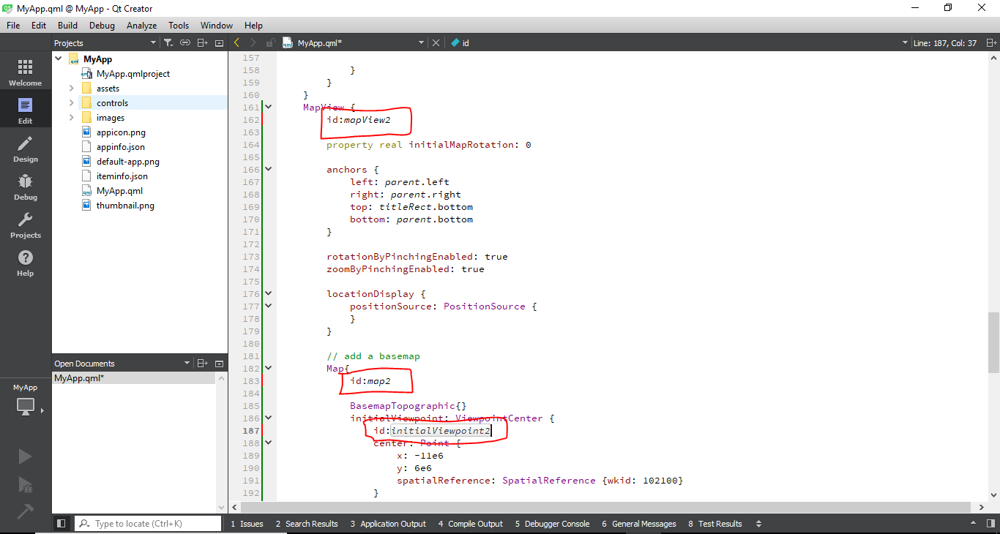 MyApp.qml @ MyApp - Qt Creator
File Edit Build Debug Analyze Tools Window Help
Projects
MyApp.qml*
id
Line: 187, Col: 37
Welcome
Edit
Design
Debug
Projects
Help
MyApp
MyApp
MyApp.qmlproject
assets
controls
images
appicon.png
appinfo.json
default-app.png
iteminfo.json
MyApp.qml
thumbnail.png
Open Documents
MyApp.qml*
157
158 }
159 }
160 }
161 MapView {
162 id:mapView2
163
164 property real initialMapRotation: 0
165
166 anchors {
167 left: parent.left
168 right: parent.right
169 top: titleRect.bottom
170 bottom: parent.bottom
171 }
172
173 rotationByPinchingEnabled: true
174 zoomByPinchingEnabled: true
175
176 locationDisplay {
177 positionSource: PositionSource {
178 }
179 }
180
181 // add a basemap
182 Map{
183 id:map2
184
185 BasemapTopographic{}
186 initialViewpoint: ViewpointCenter {
187 id:initialViewpoint2
188 center: Point {
189 x: -11e6
190 y: 6e6
191 spatialReference: SpatialReference {wkid: 102100}
192 }
Type to locate (Ctrl+K)
1 Issues 2 Search Results 3 Application Output 4 Compile Output 5 Debugger Console 6 General Messages 8 Test Results